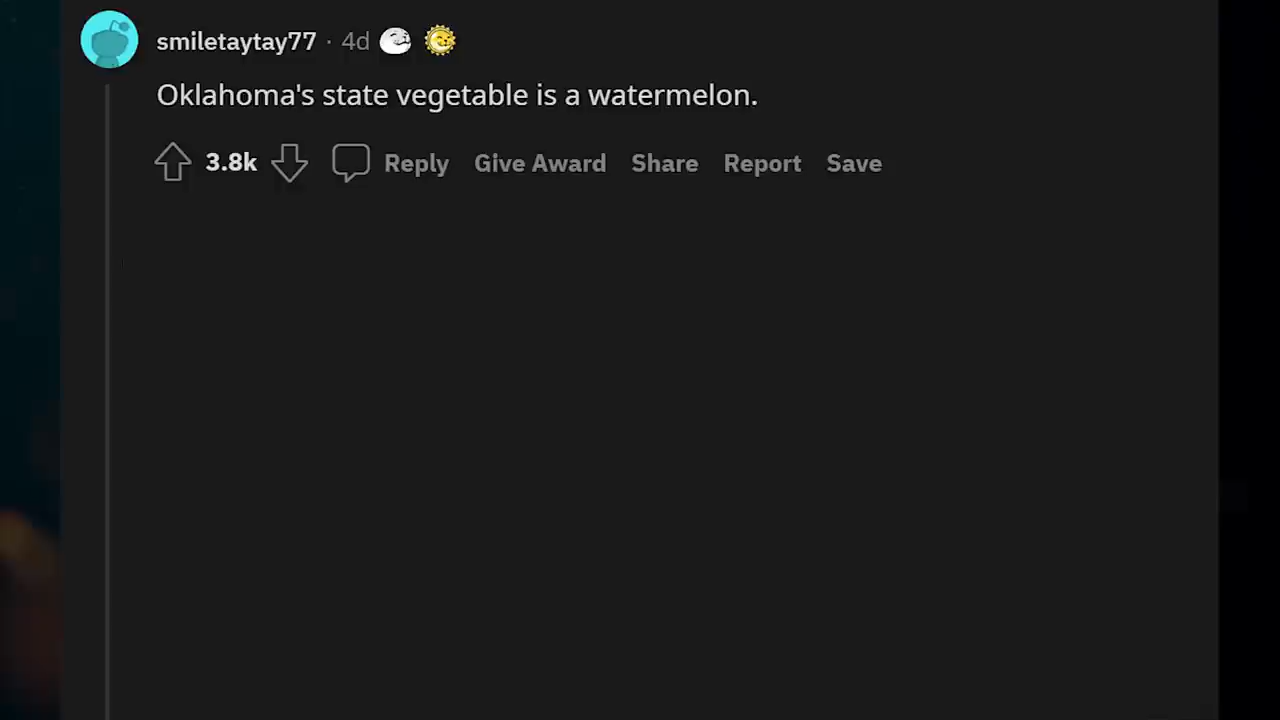 smiletaytay77 · 4d
Oklahoma's state vegetable is a watermelon.
3.8k Reply Give Award Share Report Save